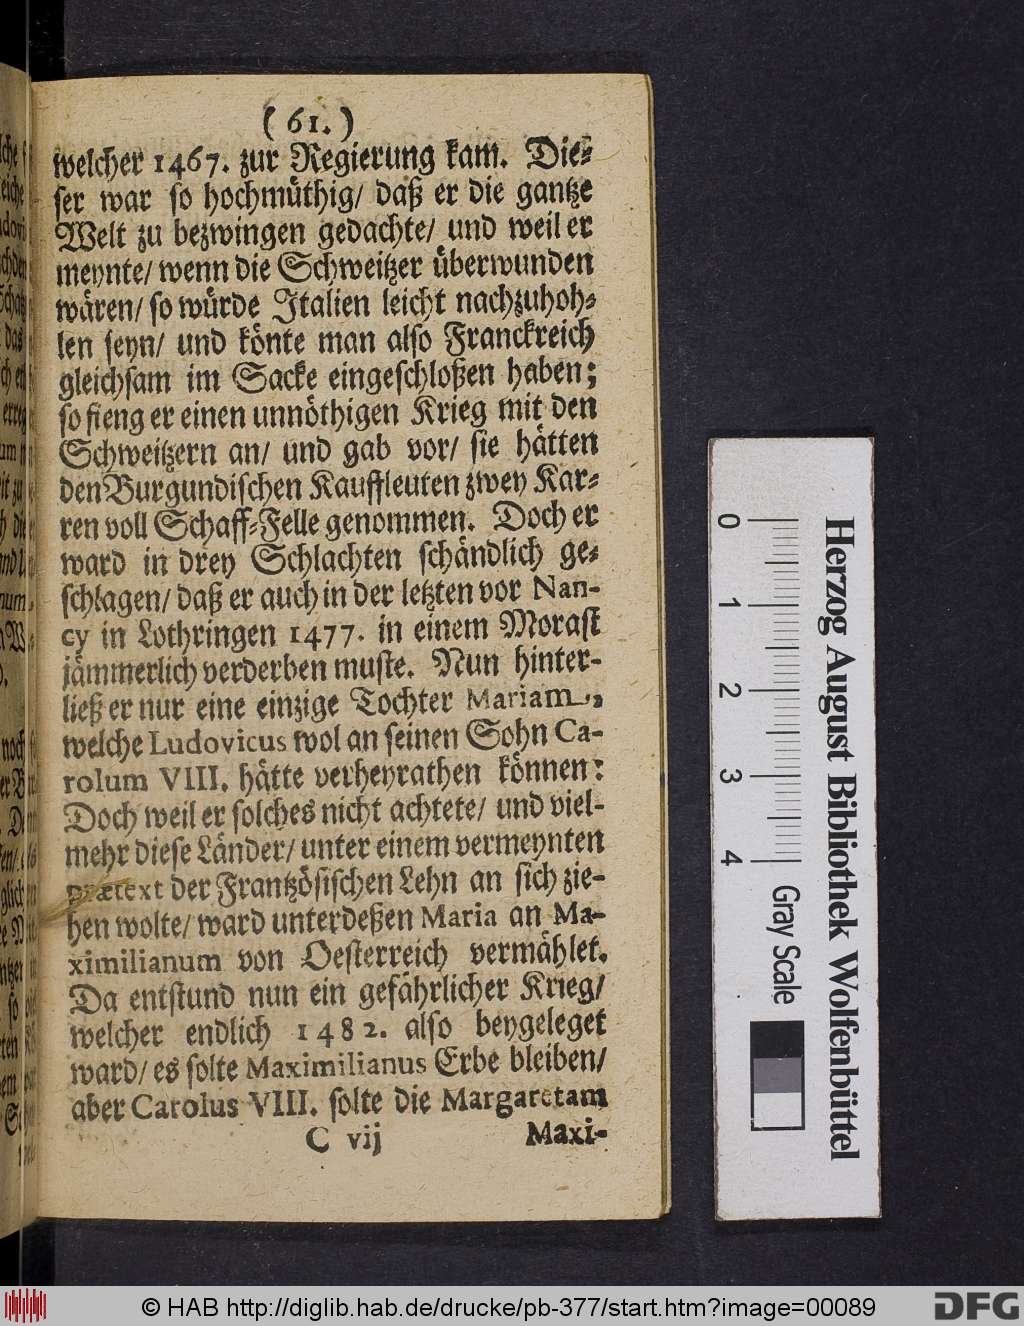 ( 61. )
welcher 1467. zur Regierung kam. Die-
ser war so hochmüthig/ daß er die gantze
Welt zu bezwingen gedachte/ und weil er
meynte/ wenn die Schweitzer überwunden
wären/ so würde Italien leicht nachzuhoh-
len seyn/ und könte man also Franckreich
gleichsam im Sacke eingeschloßen haben;
so fieng er einen unnöthigen Krieg mit den
Schweitzern an/ und gab vor/ sie hätten
den Burgundischen Kauffleuten zwey Kar-
ren voll Schaff-Felle genommen. Doch er
ward in drey Schlachten schändlich ge-
schlagen/ daß er auch in der letzten vor Nan-
cy in Lothringen 1477. in einem Morast
jämmerlich verderben muste. Nun hinter-
ließ er nur eine einzige Tochter Mariam,
welche Ludovicus wol an seinen Sohn Ca-
rolum VIII. hätte verheyrathen können:
Doch weil er solches nicht achtete/ und viel-
mehr diese Länder/ unter einem vermeynten
prætext der Frantzösischen Lehn an sich zie-
hen wolte/ ward unterdeßen Maria an Ma-
ximilianum von Oesterreich vermählet.
Da entstund nun ein gefährlicher Krieg/
welcher endlich 1482. also beygeleget
ward/ es solte Maximilianus Erbe bleiben/
aber Carolus VIII. solte die Margaretam
C vij Maxi-
Herzog August Bibliothek Wolfenbüttel
0 1 2 3 4
Gray Scale
© HAB http://diglib.hab.de/drucke/pb-377/start.htm?image=00089
DFG